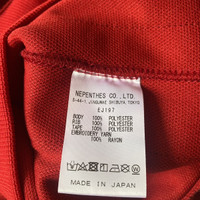 NEPENTHES CO., LTD.
5-44-1, JINGUMAE SHIBUYA TOKYO
EJ197
BODY 100% POLYESTER
RIB 100% POLYESTER
TAPE 100% POLYESTER
EMBROIDERY YARN
100% RAYON
MADE IN JAPAN